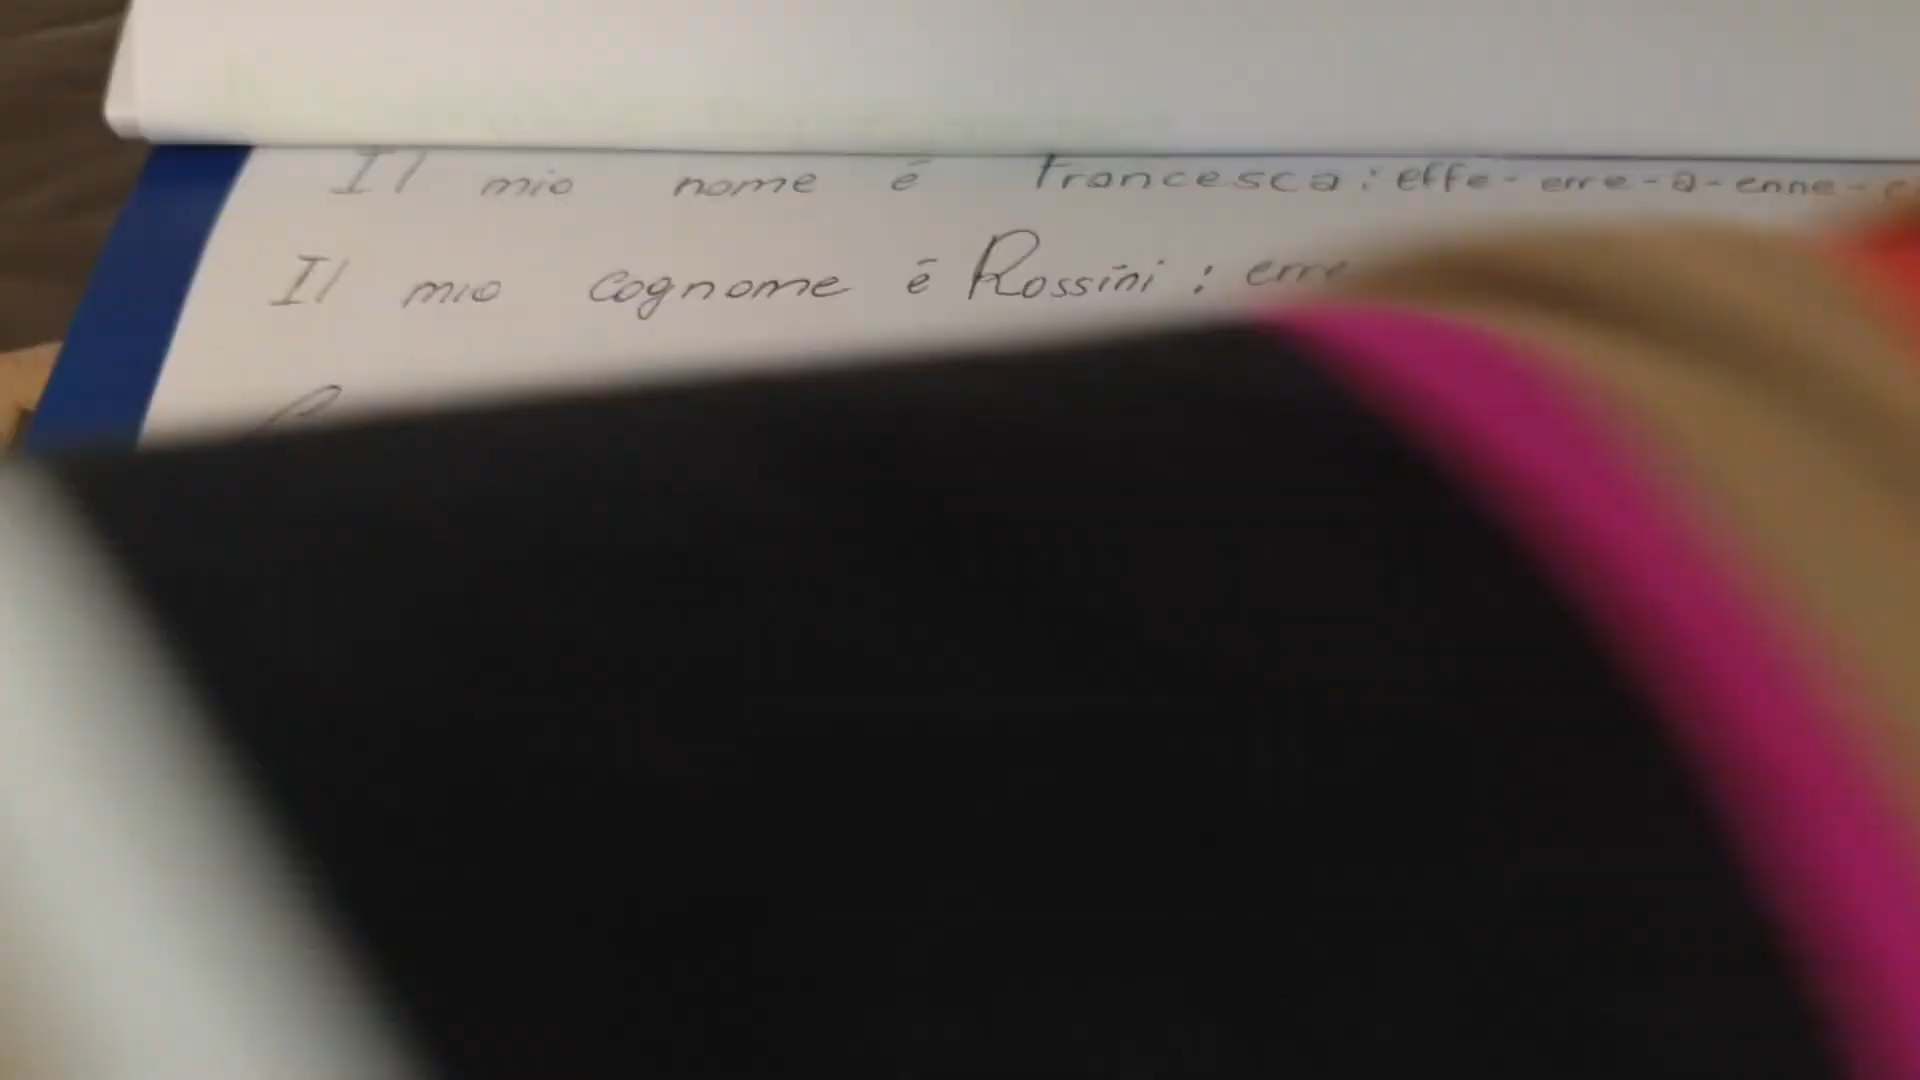 Il mio nome é Francesca: effe-erre-a-enne-
Il mio cognome é Rossini: erre